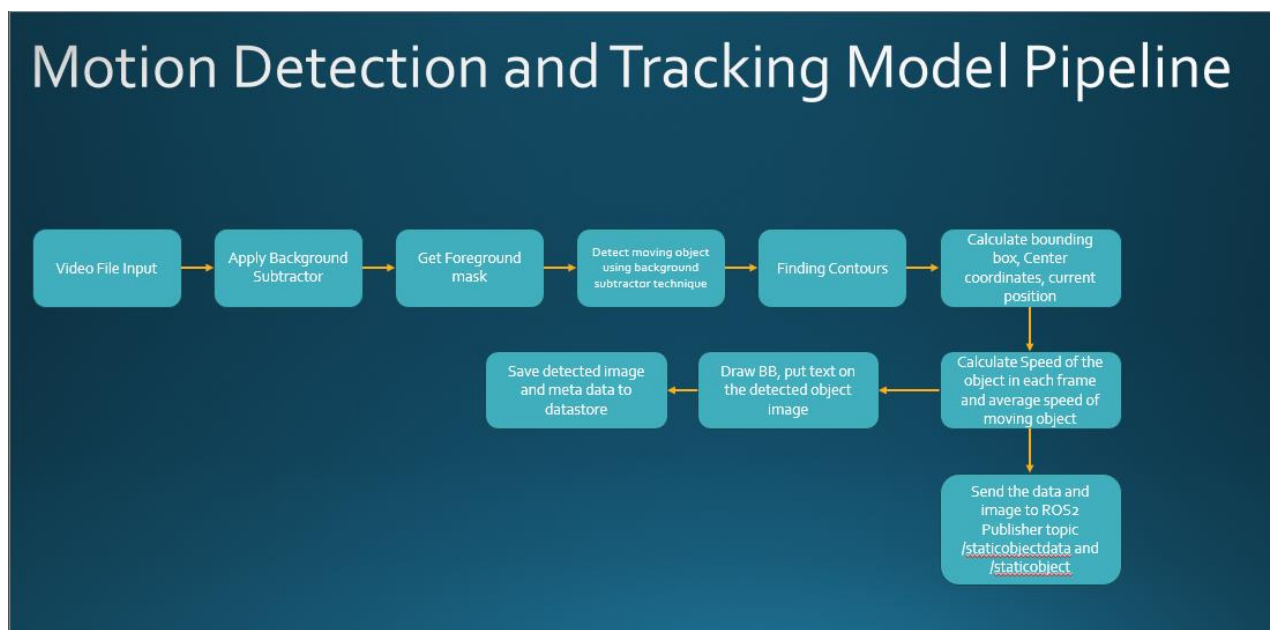 Motion Detection and Tracking Model Pipeline
Video File Input
Apply Background
Subtractor
Get Foreground
mask
Detect moving object
using background
subtractor technique
Finding Contours
Calculate bounding
box, Center
coordinates, current
position
Calculate Speed of the
object in each frame
and average speed of
moving object
Draw BB, put text on
the detected object
image
Save detected image
and meta data to
datastore
Send the data and
image to ROS2
Publisher topic
/staticobjectdata and
/staticobject